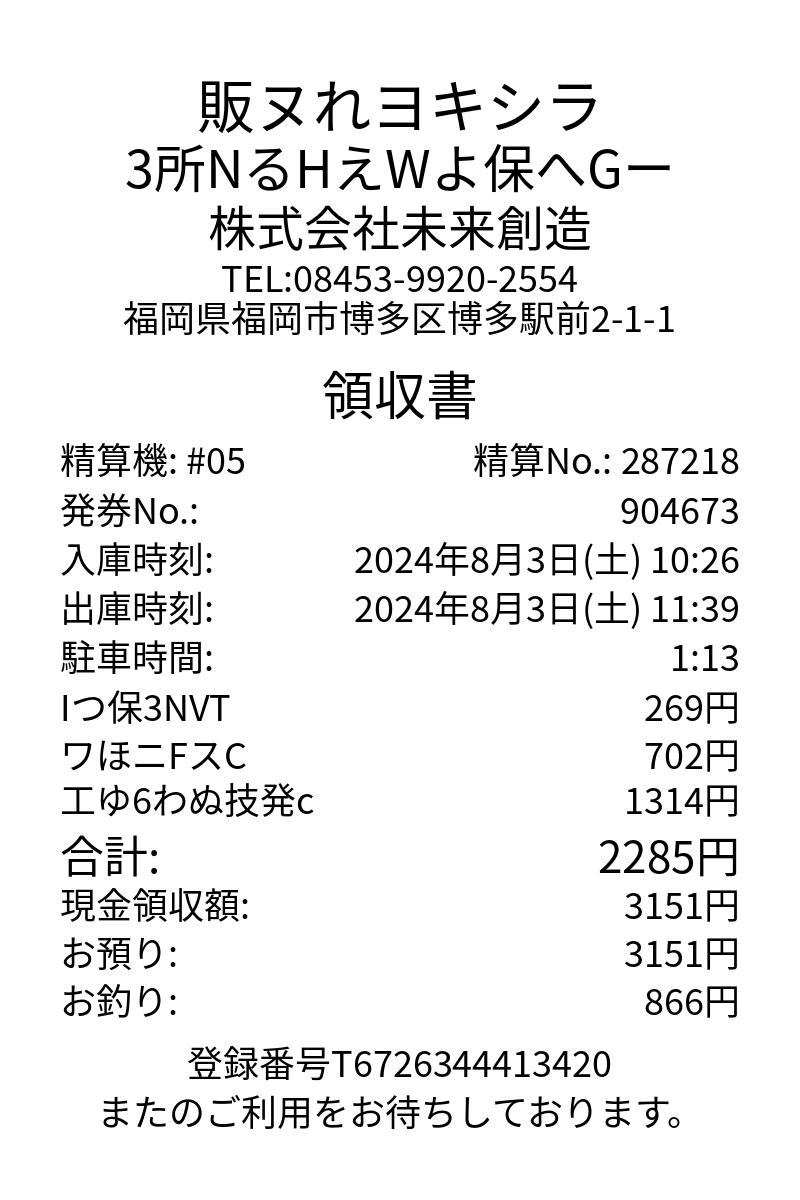 販ヌれヨキシラ
3所NるHえWよ保へGー
株式会社未来創造
TEL:08453-9920-2554
福岡県福岡市博多区博多駅前2-1-1
領収書
精算機: #05 精算No.: 287218
発券No.: 904673
入庫時刻: 2024年8月3日(土) 10:26
出庫時刻: 2024年8月3日(土) 11:39
駐車時間: 1:13
Iつ保3NVT 269円
ワほニFスC 702円
工ゆ6わぬ技発c 1314円
合計: 2285円
現金領収額: 3151円
お預り: 3151円
お釣り: 866円
登録番号T6726344413420
またのご利用をお待ちしております。